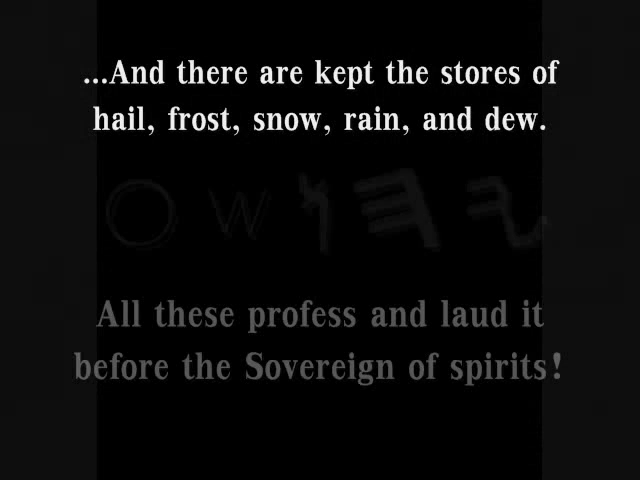 ...And there are kept the stores of
hail, frost, snow, rain, and dew.
𐤉𐤄𐤅𐤔𐤏
All these profess and laud it
before the Sovereign of spirits!